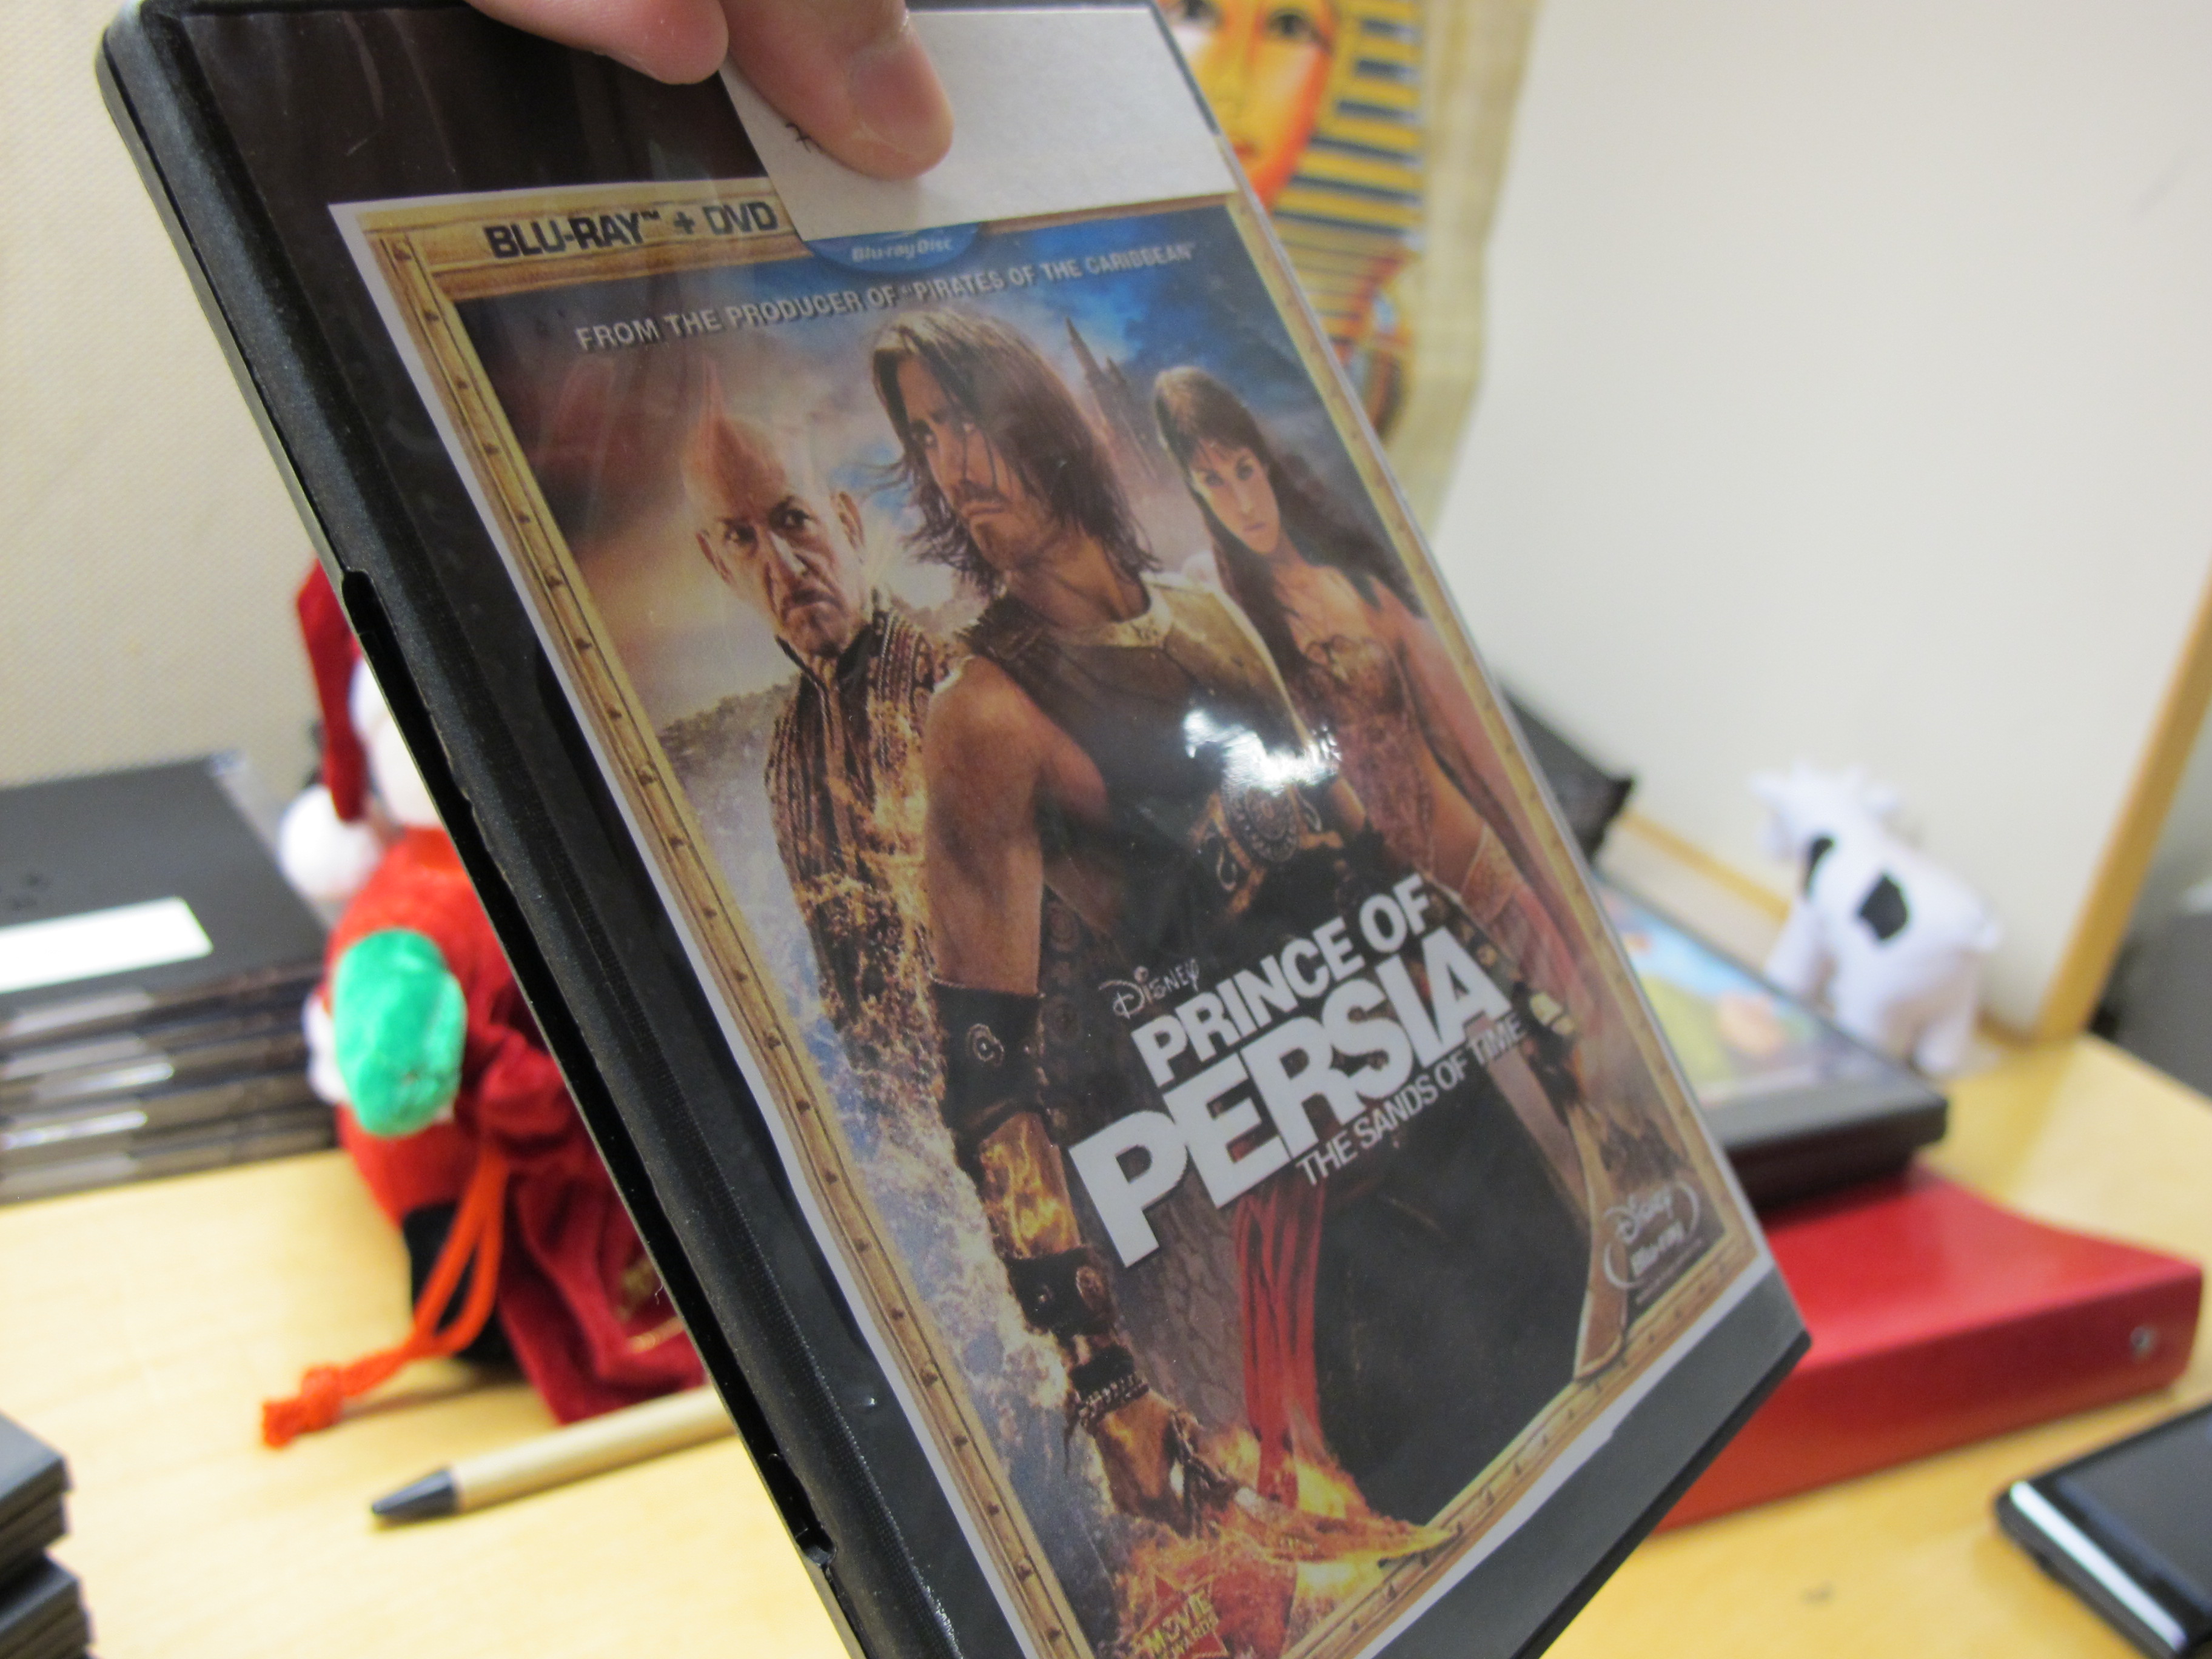 BLU-RAY™ + DVD
Blu-ray Disc
FROM THE PRODUCER OF "PIRATES OF THE CARIBBEAN"
DISNEY
PRINCE OF
PERSIA
THE SANDS OF TIME
Disney
Blu-ray
MOVIE